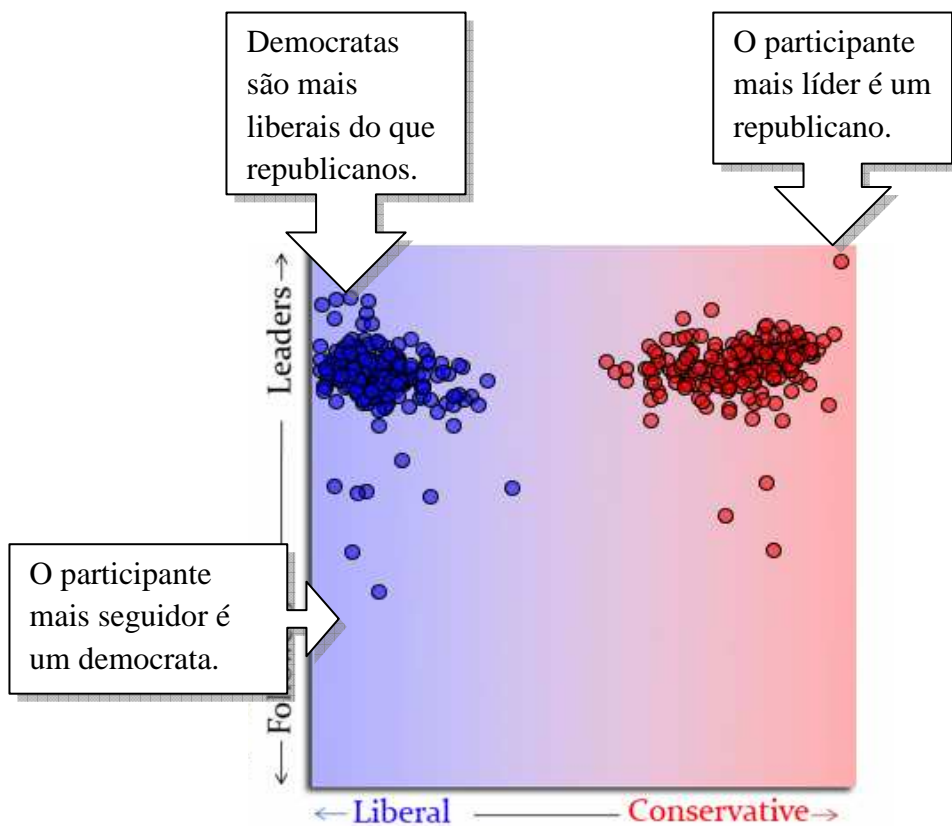 Democratas
são mais
liberais do que
republicanos.
O participante
mais líder é um
republicano.
Leaders
O participante
mais seguidor é
um democrata.
Liberal
Conservative